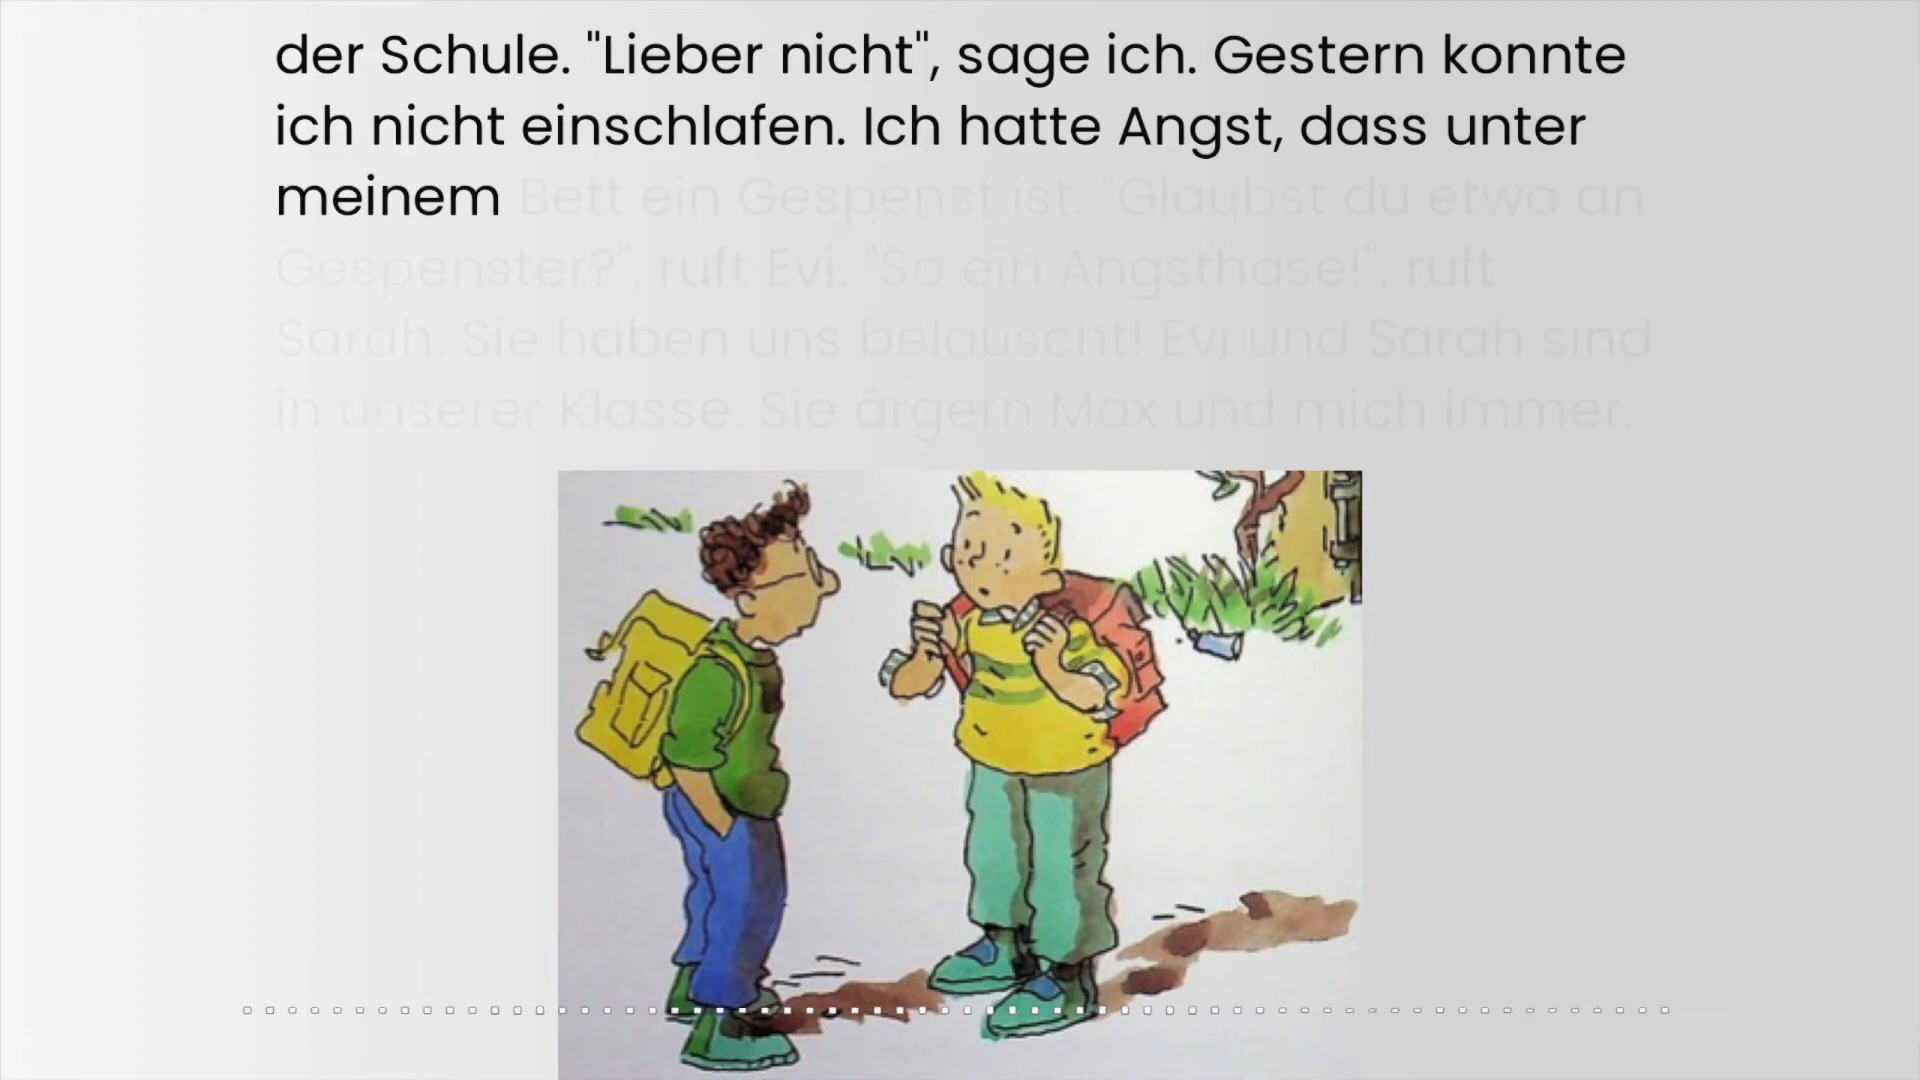 der Schule. "Lieber nicht", sage ich. Gestern konnte
ich nicht einschlafen. Ich hatte Angst, dass unter
meinem Bett ein Gespenst ist. "Glaubst du etwa an
Gespenster?", ruft Evi. "So ein Angsthase!", ruft
Sarah. Sie haben uns belauscht! Evi und Sarah sind
in unserer Klasse. Sie ärgern Max und mich immer.